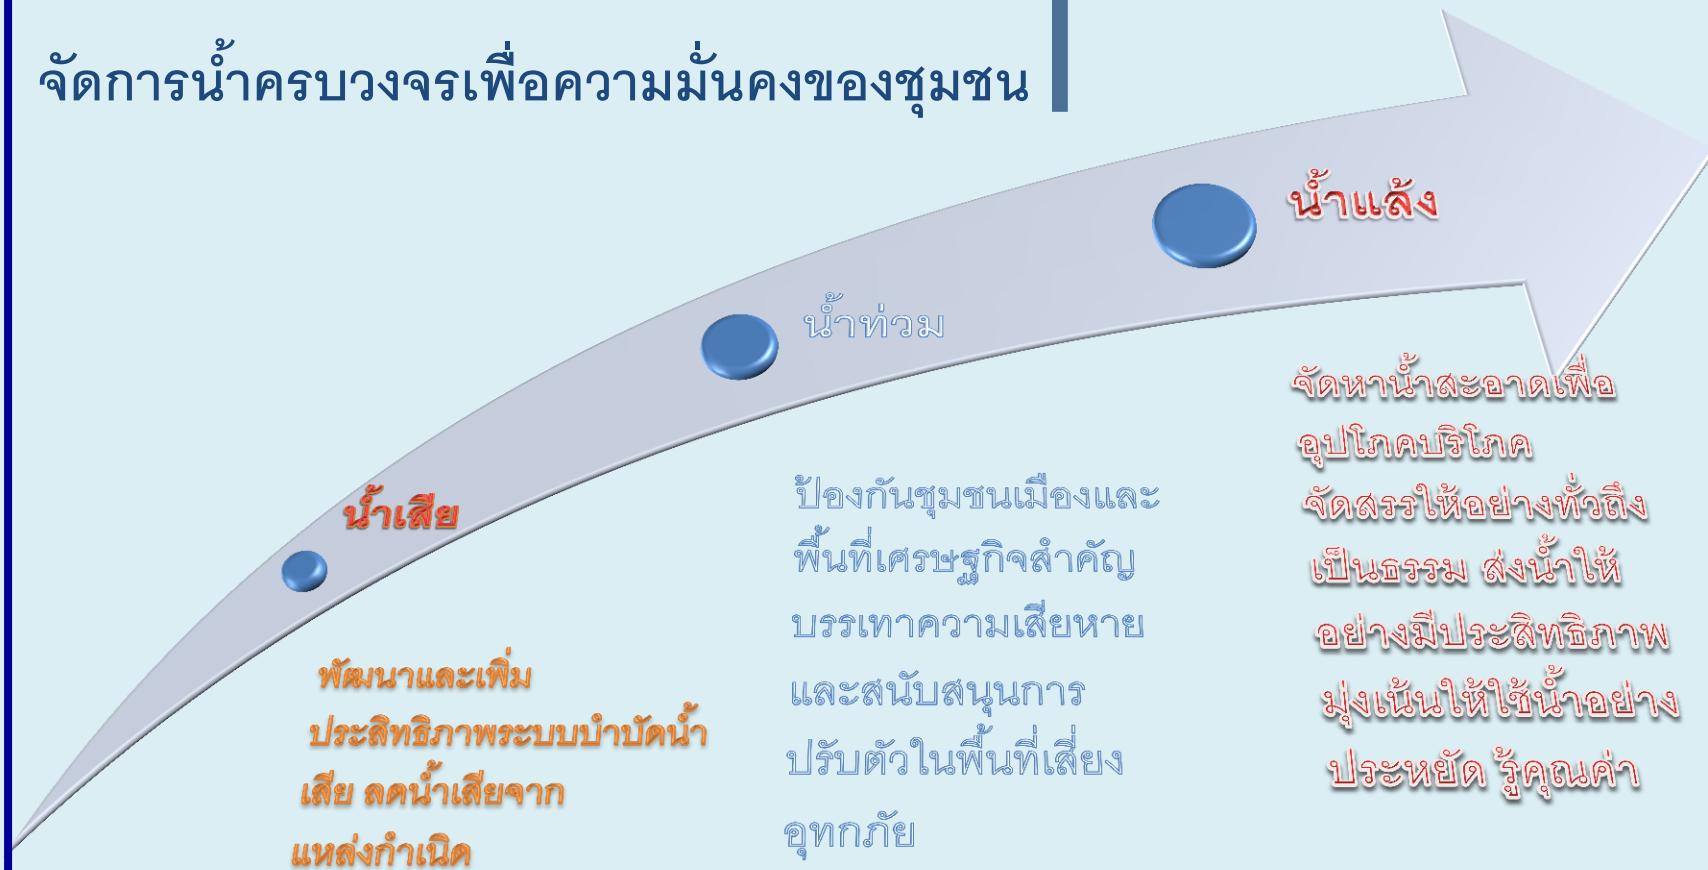 จัดการน้ำครบวงจรเพื่อความมั่นคงของชุมชน
น้ำเสีย
พัฒนาและเพิ่ม
ประสิทธิภาพระบบบำบัดน้ำ
เสีย ลดน้ำเสียจาก
แหล่งกำเนิด
น้ำท่วม
ป้องกันชุมชนเมืองและ
พื้นที่เศรษฐกิจสำคัญ
บรรเทาความเสียหาย
และสนับสนุนการ
ปรับตัวในพื้นที่เสี่ยง
อุทกภัย
น้ำแล้ง
จัดหาน้ำสะอาดเพื่อ
อุปโภคบริโภค
จัดสรรให้อย่างทั่วถึง
เป็นธรรม ส่งน้ำให้
อย่างมีประสิทธิภาพ
มุ่งเน้นให้ใช้น้ำอย่าง
ประหยัด รู้คุณค่า